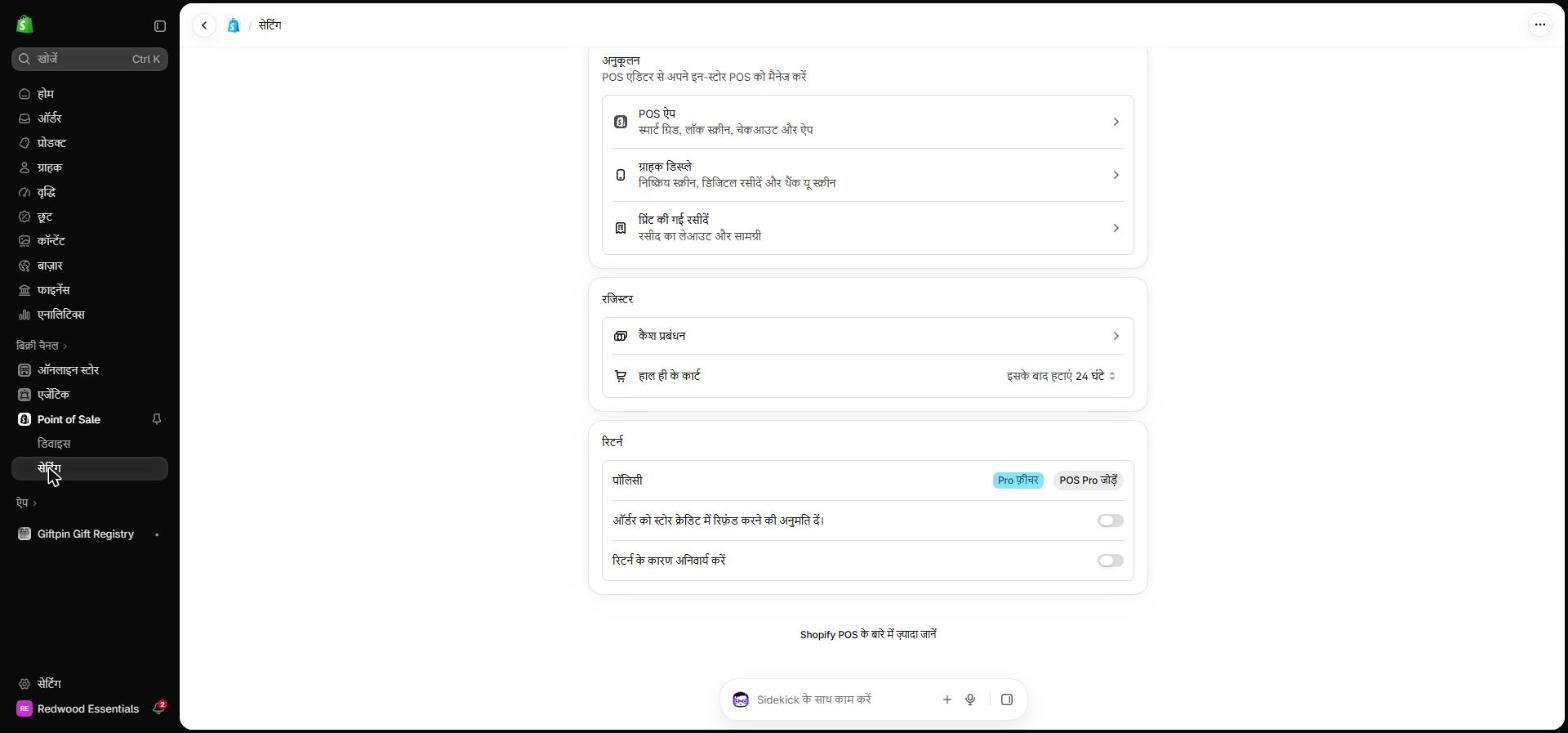 खोजें
Ctrl K
होम
ऑर्डर
प्रोडक्ट
ग्राहक
वृद्धि
छूट
कॉन्टेंट
बाज़ार
फाइनेंस
एनालिटिक्स
बिक्री चैनल
ऑनलाइन स्टोर
एजेंटिक
Point of Sale
डिवाइस
सेटिंग
ऐप
Giftpin Gift Registry
सेटिंग
RE
Redwood Essentials
2
/ सेटिंग
अनुकूलन
POS एडिटर से अपने इन-स्टोर POS को मैनेज करें
POS ऐप
स्मार्ट ग्रिड, लॉक स्क्रीन, चेकआउट और ऐप
ग्राहक डिस्प्ले
निष्क्रिय स्क्रीन, डिजिटल रसीदें और थैंक यू स्क्रीन
प्रिंट की गई रसीदें
रसीद का लेआउट और सामग्री
रजिस्टर
कैश प्रबंधन
हाल ही के कार्ट
इसके बाद हटाएं 24 घंटे
रिटर्न
पॉलिसी
Pro फ़ीचर
POS Pro जोड़ें
ऑर्डर को स्टोर क्रेडिट में रिफ़ंड करने की अनुमति दें।
रिटर्न के कारण अनिवार्य करें
Shopify POS के बारे में ज़्यादा जानें
Sidekick के साथ काम करें